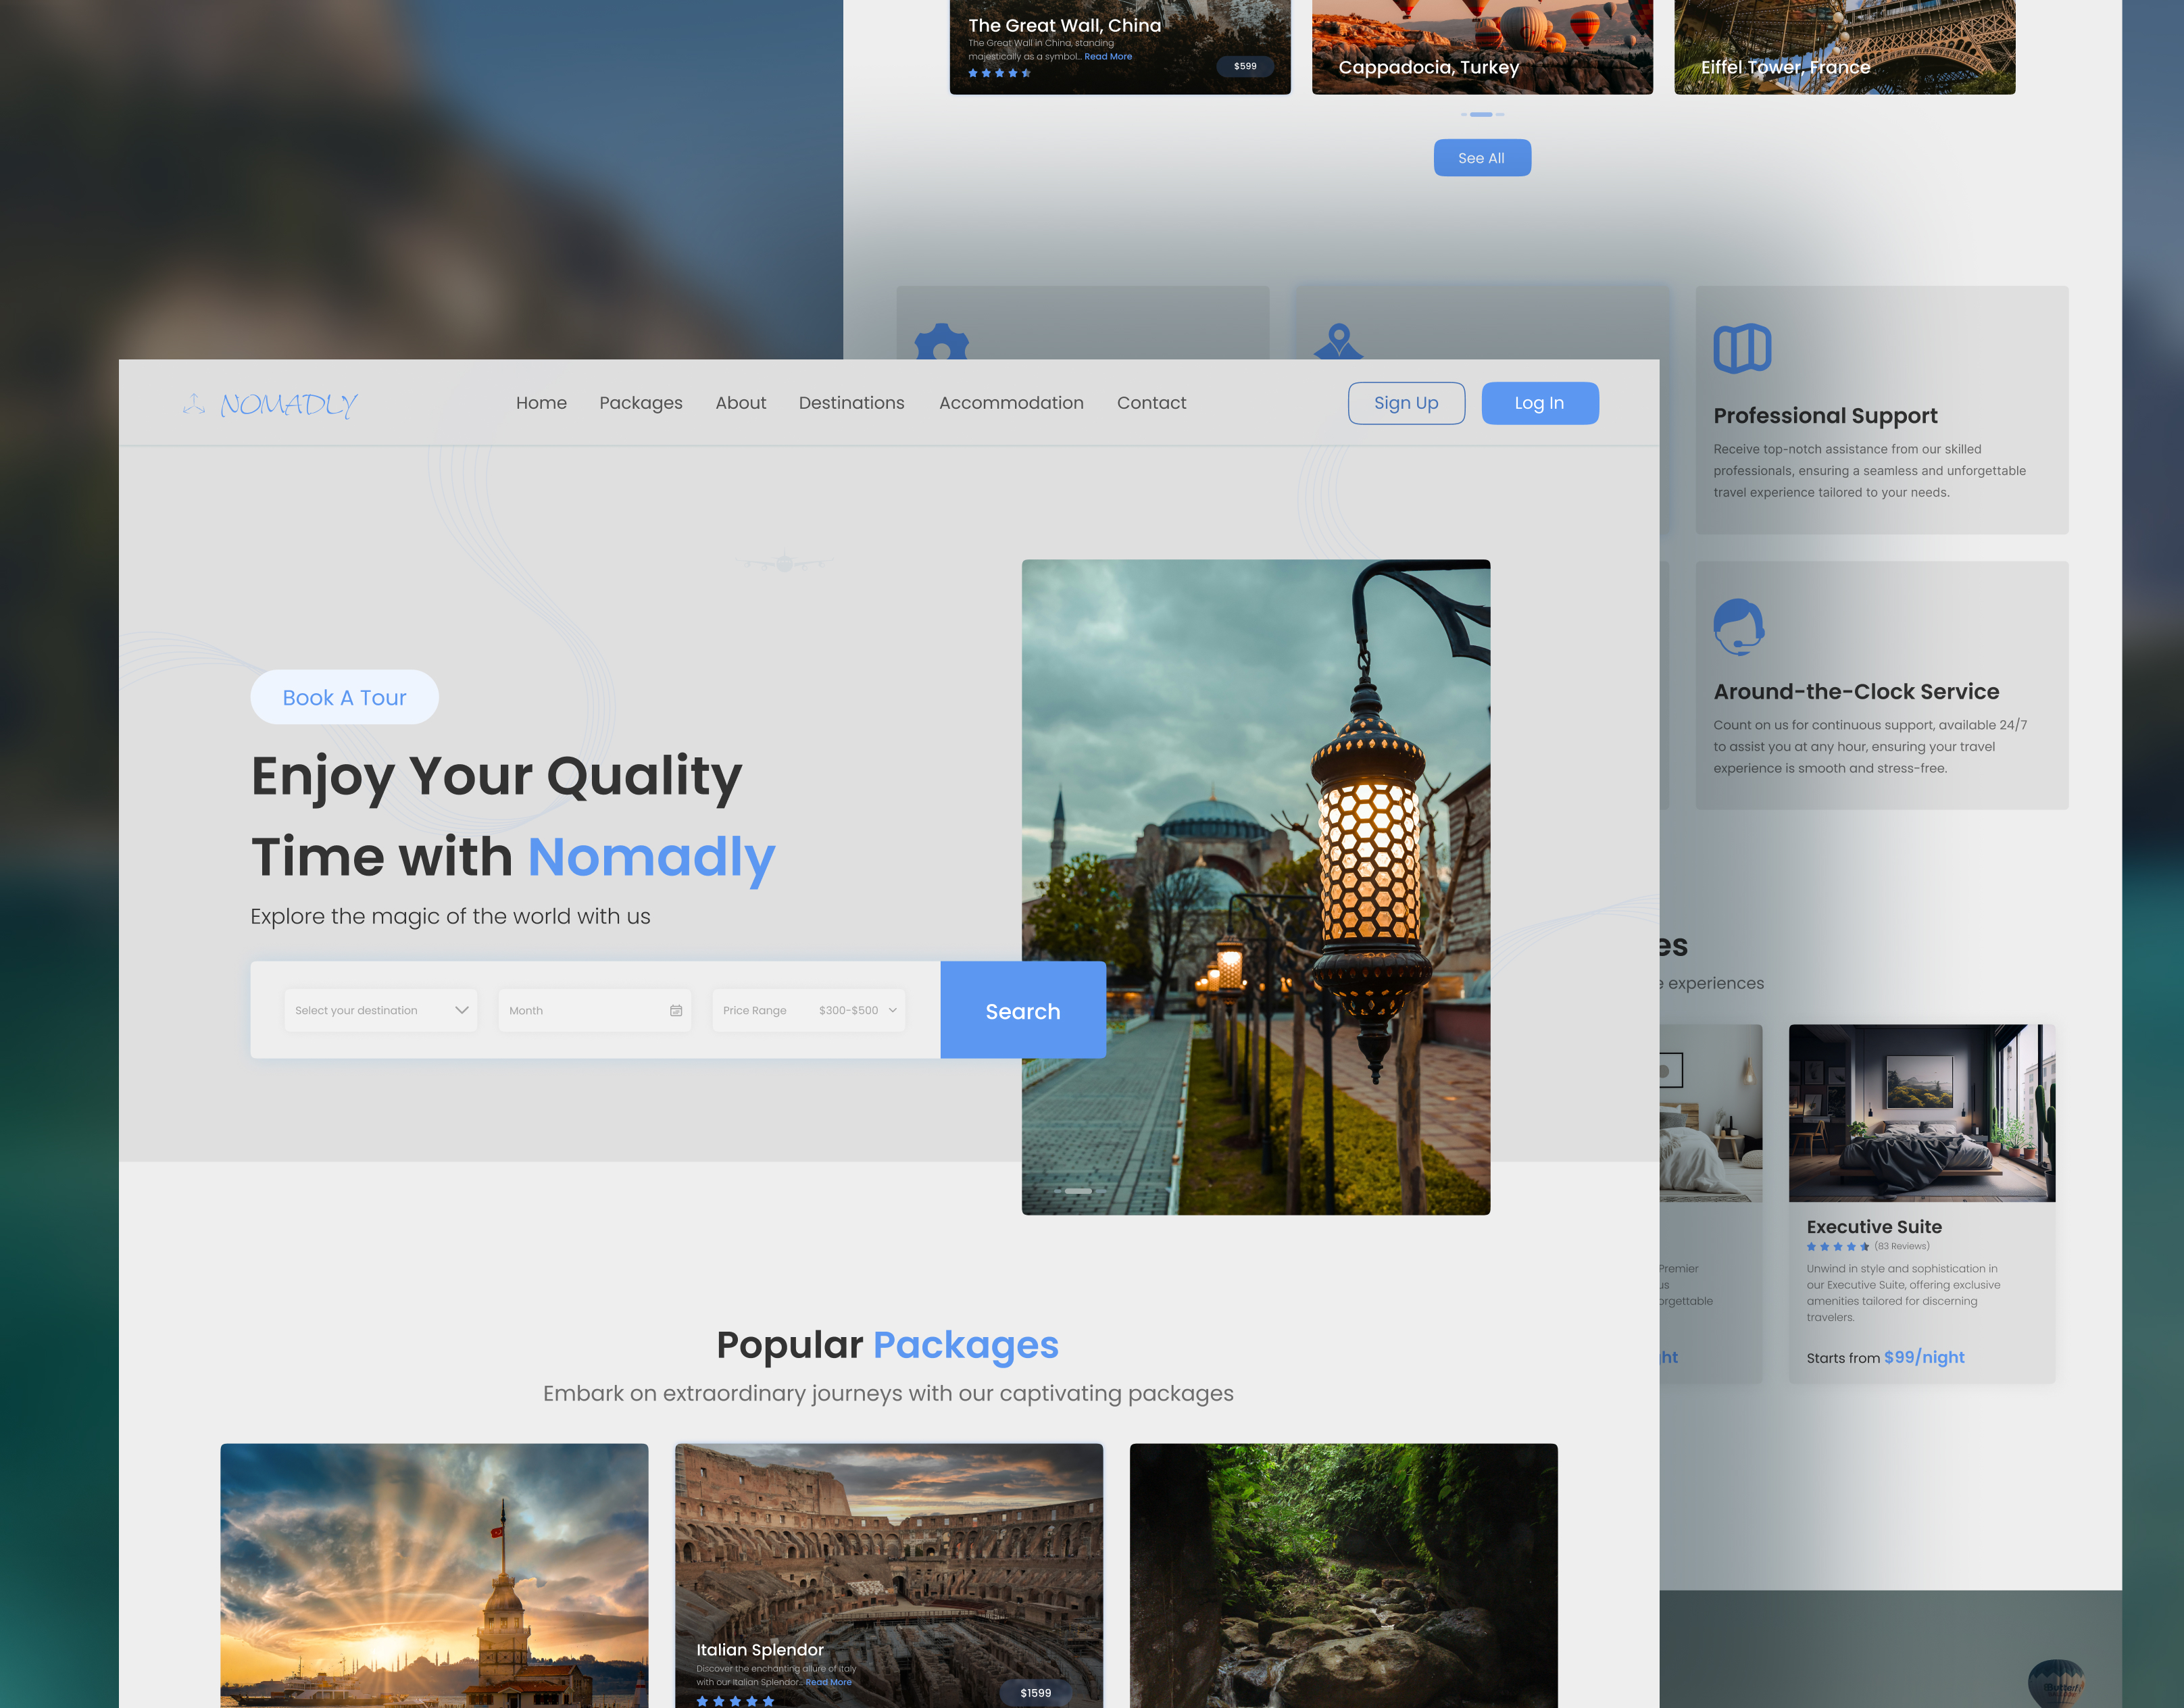 The Great Wall, China
The Great Wall in China, standing
majestically as a symbol... Read More
$599
Cappadocia, Turkey
Eiffel Tower, France
See All
Professional Support
Receive top-notch assistance from our skilled
professionals, ensuring a seamless and unforgettable
travel experience tailored to your needs.
Around-the-Clock Service
Count on us for continuous support, available 24/7
to assist you at any hour, ensuring your travel
experience is smooth and stress-free.
NOMADLY
Home
Packages
About
Destinations
Accommodation
Contact
Sign Up
Log In
Book A Tour
Enjoy Your Quality
Time with Nomadly
Explore the magic of the world with us
Select your destination
Month
Price Range
$300-$500
Search
es
experiences
Premier
us
orgettable
ht
Executive Suite
(83 Reviews)
Unwind in style and sophistication in
our Executive Suite, offering exclusive
amenities tailored for discerning
travelers.
Starts from $99/night
Popular Packages
Embark on extraordinary journeys with our captivating packages
Italian Splendor
Discover the enchanting allure of Italy
with our Italian Splendor... Read More
$1599